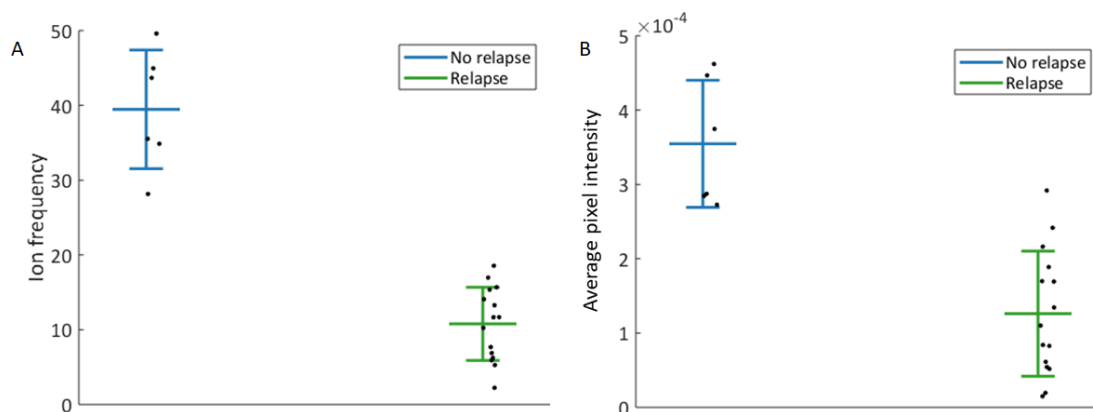 A
Ion frequency
50
40
30
20
10
0
No relapse
Relapse
B
Average pixel intensity
×10⁻⁴
5
4
3
2
1
0
No relapse
Relapse